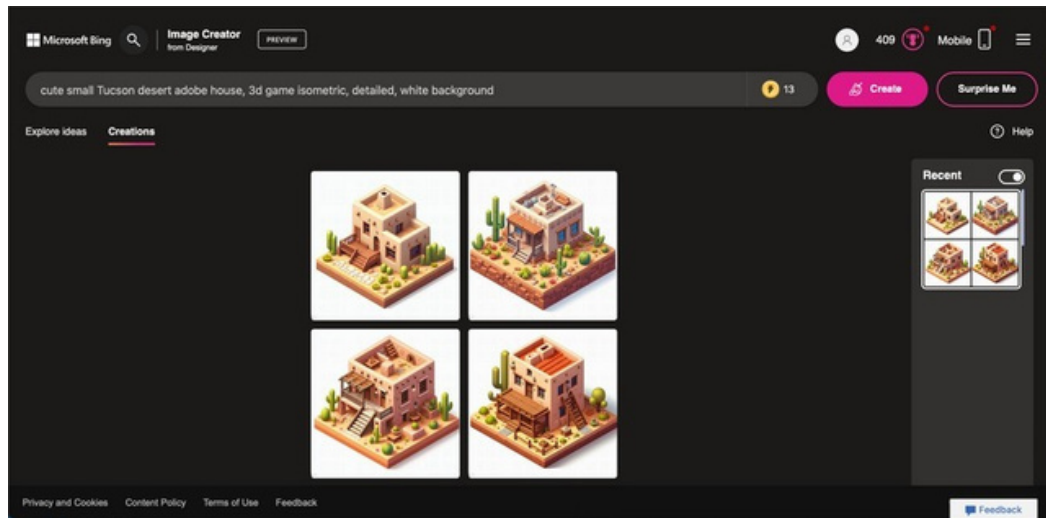 Microsoft Bing
Image Creator
from Designer
PREVIEW
409
Mobile
cute small Tucson desert adobe house, 3d game isometric, detailed, white background
13
Create
Surprise Me
Explore ideas
Creations
Help
Recent
Privacy and Cookies
Content Policy
Terms of Use
Feedback
Feedback